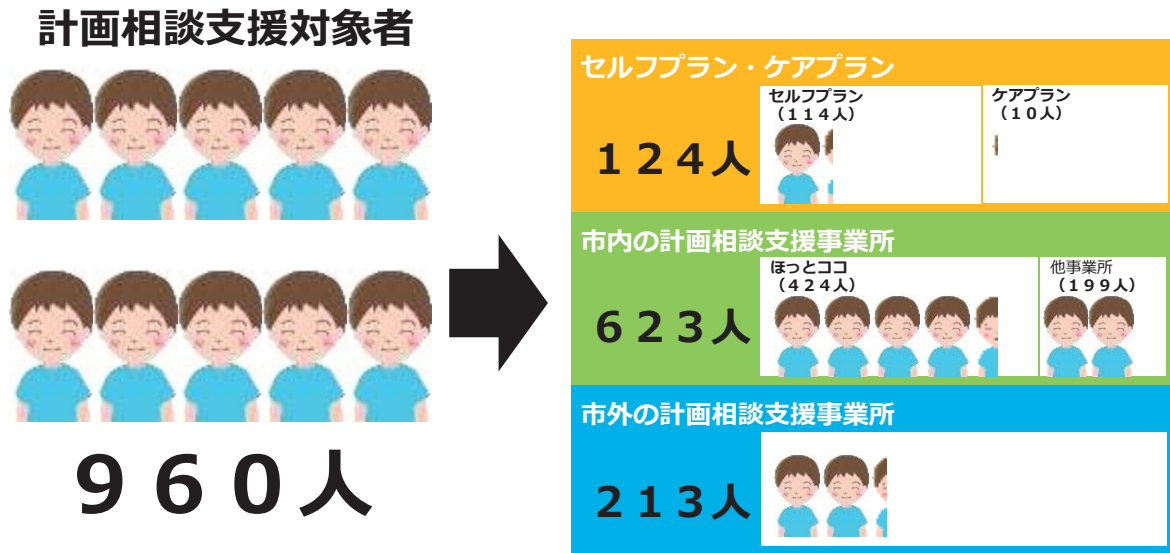 計画相談支援対象者
９６０人
セルフプラン・ケアプラン
１２４人
セルフプラン
（１１４人）
ケアプラン
（１０人）
市内の計画相談支援事業所
６２３人
ほっとココ
（４２４人）
他事業所
（１９９人）
市外の計画相談支援事業所
２１３人